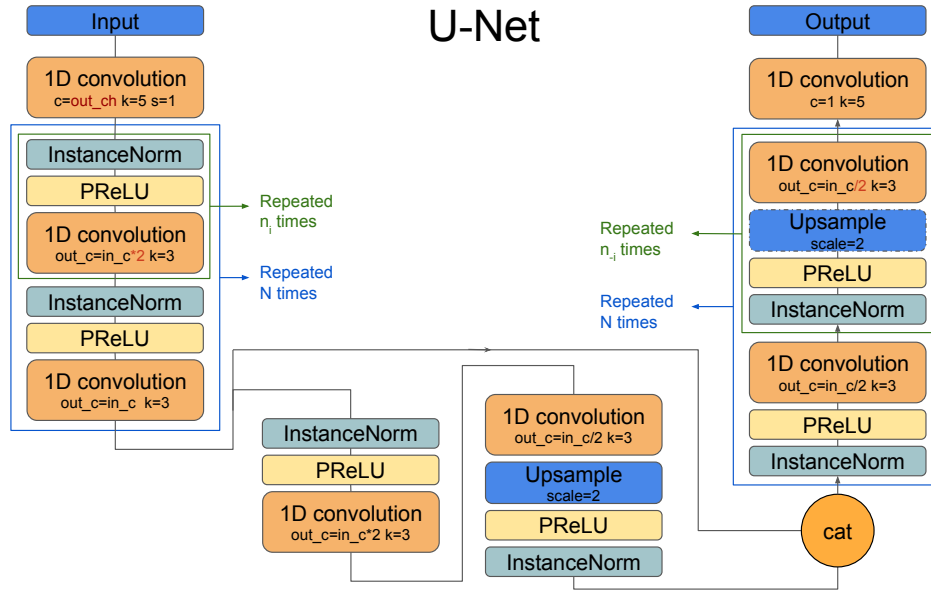 U-Net
Input
1D convolution
c=out_ch k=5 s=1
InstanceNorm
PReLU
1D convolution
out_c=in_c*2 k=3
InstanceNorm
PReLU
1D convolution
out_c=in_c k=3
Repeated
n_i times
Repeated
N times
InstanceNorm
PReLU
1D convolution
out_c=in_c*2 k=3
1D convolution
out_c=in_c/2 k=3
Upsample
scale=2
PReLU
InstanceNorm
Repeated
n_-i times
Repeated
N times
Output
1D convolution
c=1 k=5
1D convolution
out_c=in_c/2 k=3
Upsample
scale=2
PReLU
InstanceNorm
1D convolution
out_c=in_c/2 k=3
PReLU
InstanceNorm
cat